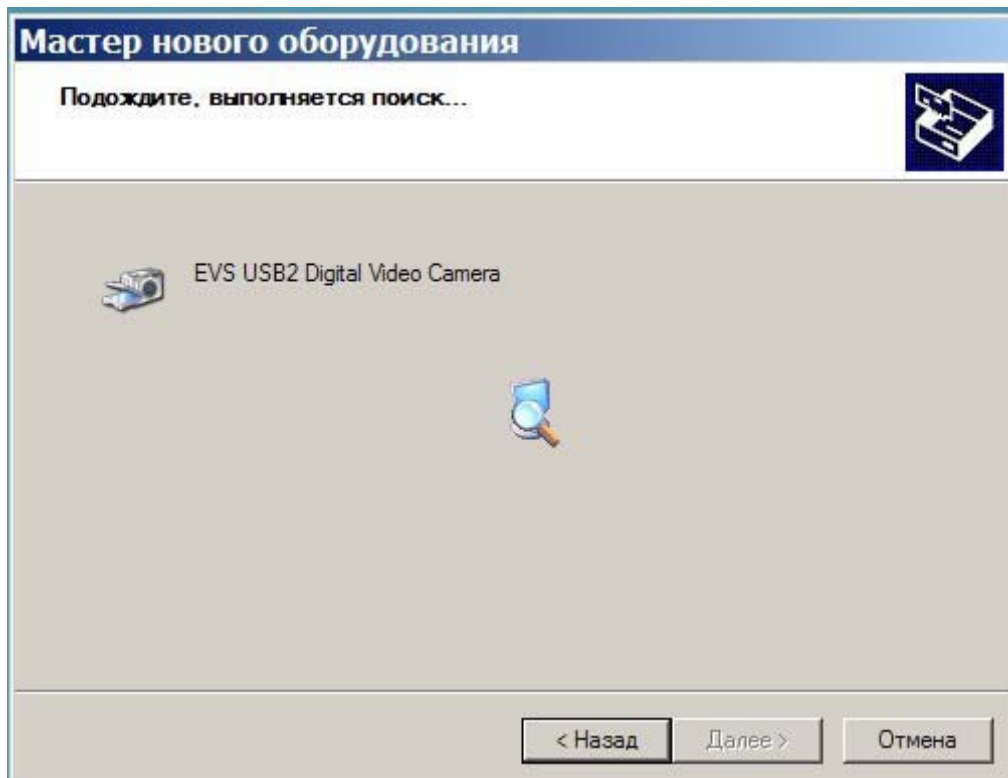 Мастер нового оборудования
Подождите, выполняется поиск...
EVS USB2 Digital Video Camera
< Назад
Далее >
Отмена